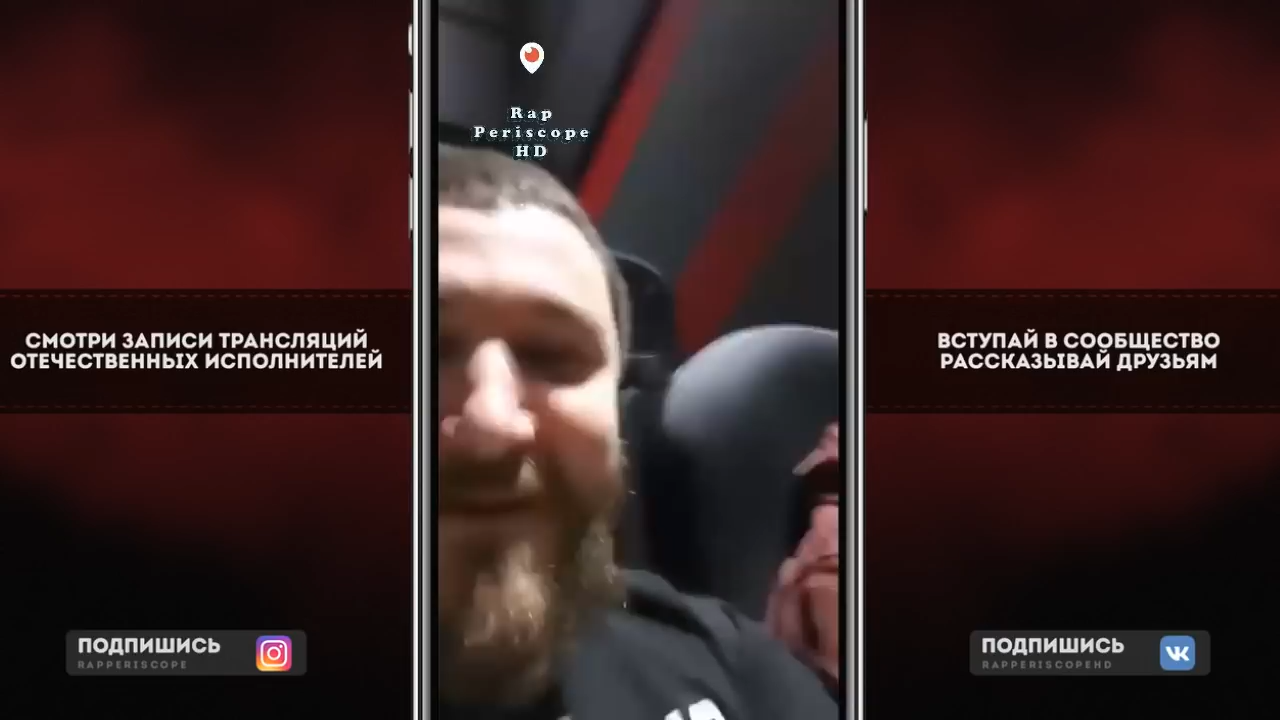 Rap
Periscope
HD
СМОТРИ ЗАПИСИ ТРАНСЛЯЦИЙ
ОТЕЧЕСТВЕННЫХ ИСПОЛНИТЕЛЕЙ
ВСТУПАЙ В СООБЩЕСТВО
РАССКАЗЫВАЙ ДРУЗЬЯМ
ПОДПИШИСЬ
RAPPERISCOPE
ПОДПИШИСЬ
RAPPERISCOPEHD